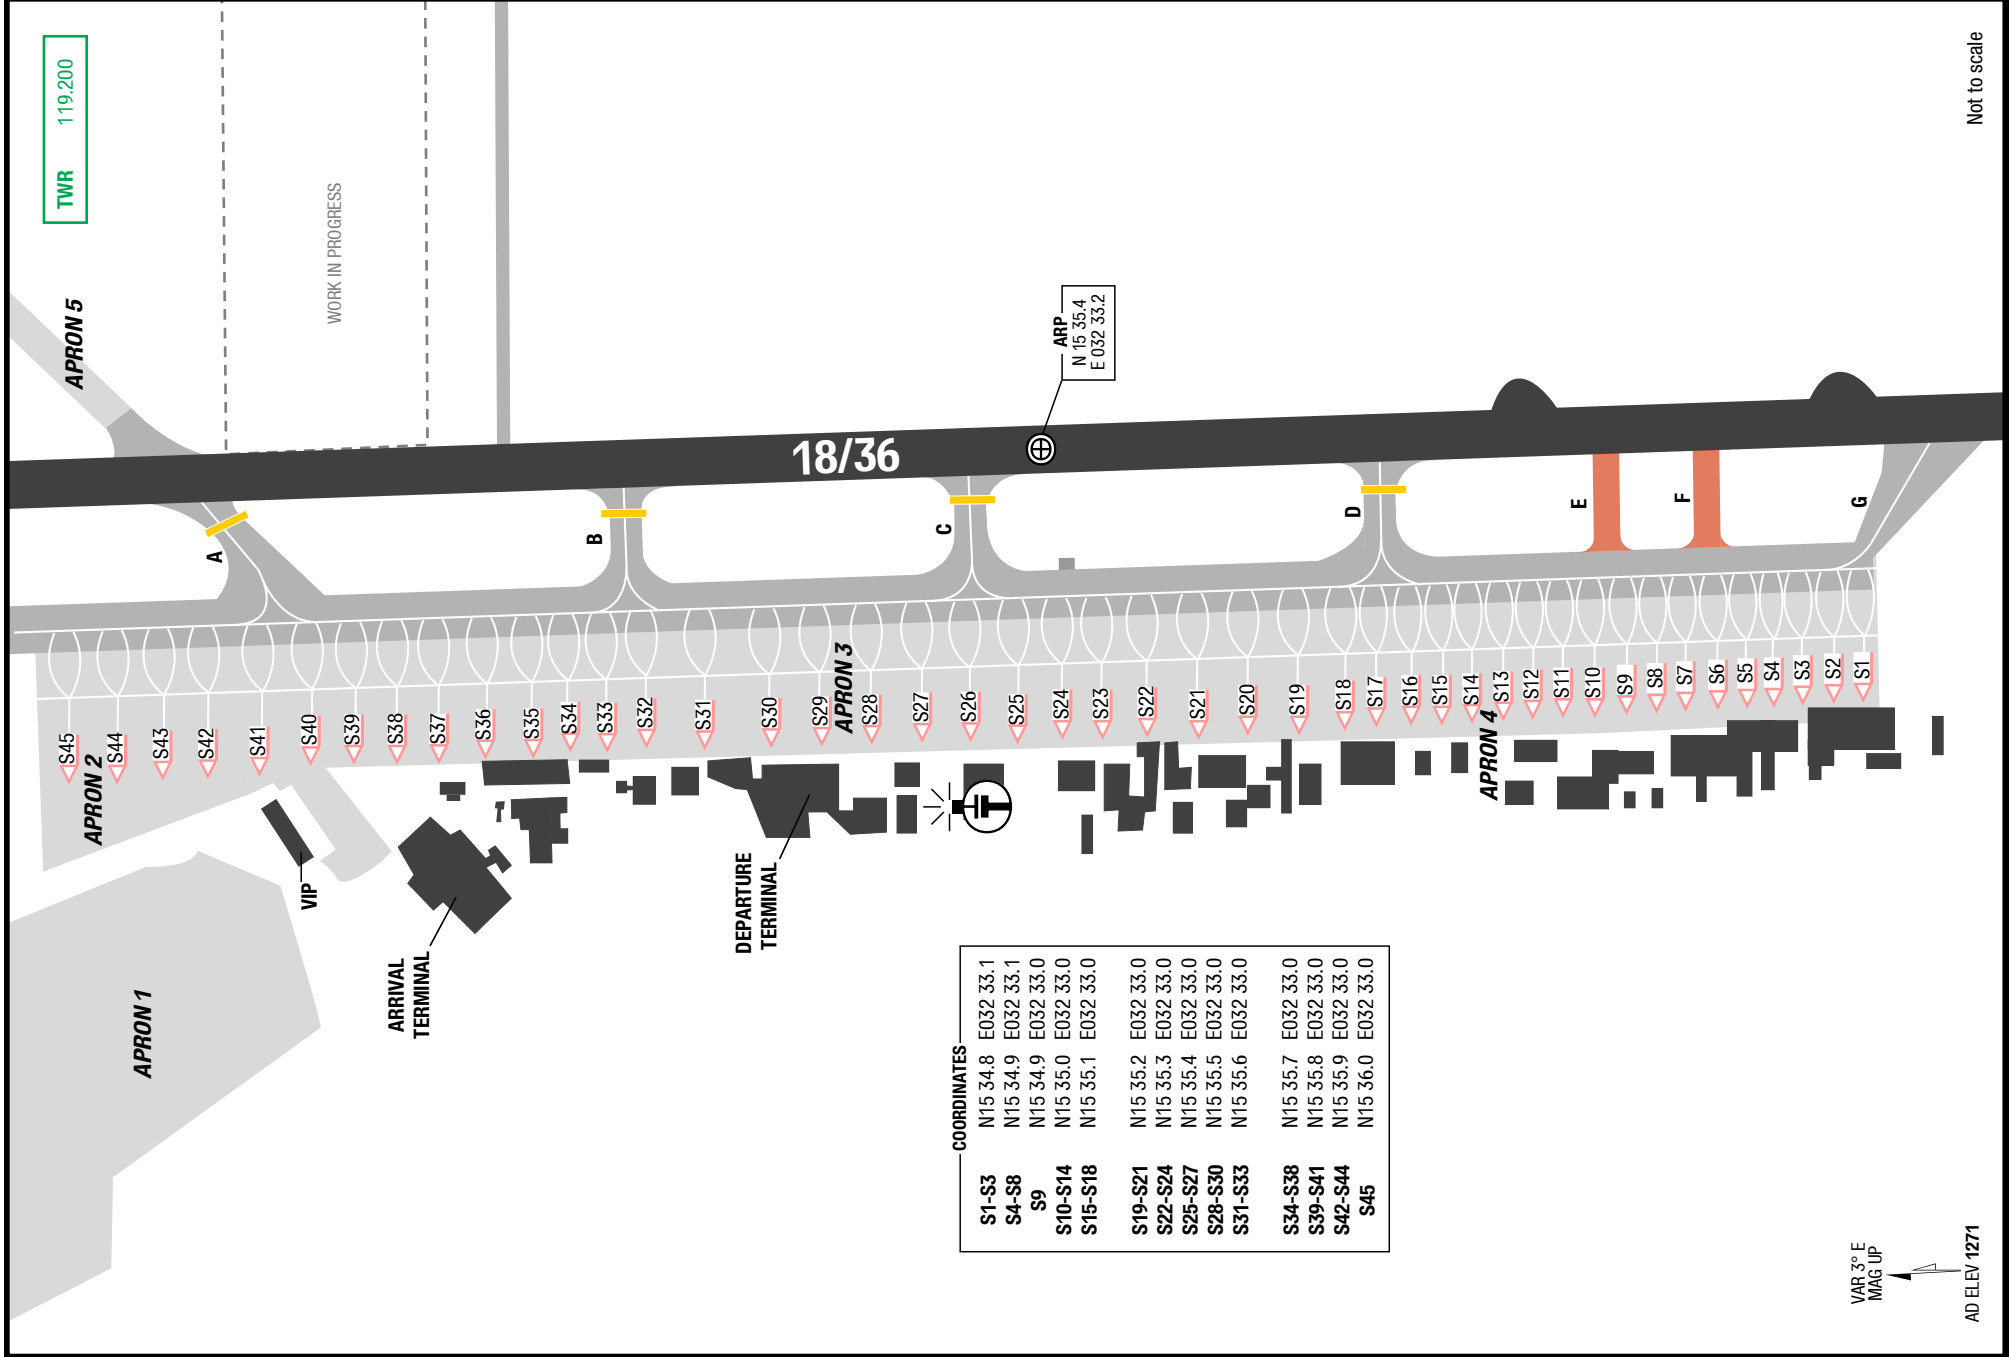 TWR 119.200
WORK IN PROGRESS
APRON 5
Not to scale
ARP
N 15 35.4
E 032 33.2
18/36
A
B
C
D
E
F
G
S45
S44
S43
S42
S41
S40
S39
S38
S37
S36
S35
S34
S33
S32
S31
S30
S29
S28
S27
S26
S25
S24
S23
S22
S21
S20
S19
S18
S17
S16
S15
S14
S13
S12
S11
S10
S9
S8
S7
S6
S5
S4
S3
S2
S1
APRON 2
APRON 3
APRON 4
APRON 1
VIP
ARRIVAL
TERMINAL
DEPARTURE
TERMINAL
COORDINATES
S1-S3 N15 34.8 E032 33.1
S4-S8 N15 34.9 E032 33.1
S9 N15 34.9 E032 33.0
S10-S14 N15 35.0 E032 33.0
S15-S18 N15 35.1 E032 33.0
S19-S21 N15 35.2 E032 33.0
S22-S24 N15 35.3 E032 33.0
S25-S27 N15 35.4 E032 33.0
S28-S30 N15 35.5 E032 33.0
S31-S33 N15 35.6 E032 33.0
S34-S38 N15 35.7 E032 33.0
S39-S41 N15 35.8 E032 33.0
S42-S44 N15 35.9 E032 33.0
S45 N15 36.0 E032 33.0
VAR 3° E
MAG UP
AD ELEV 1271